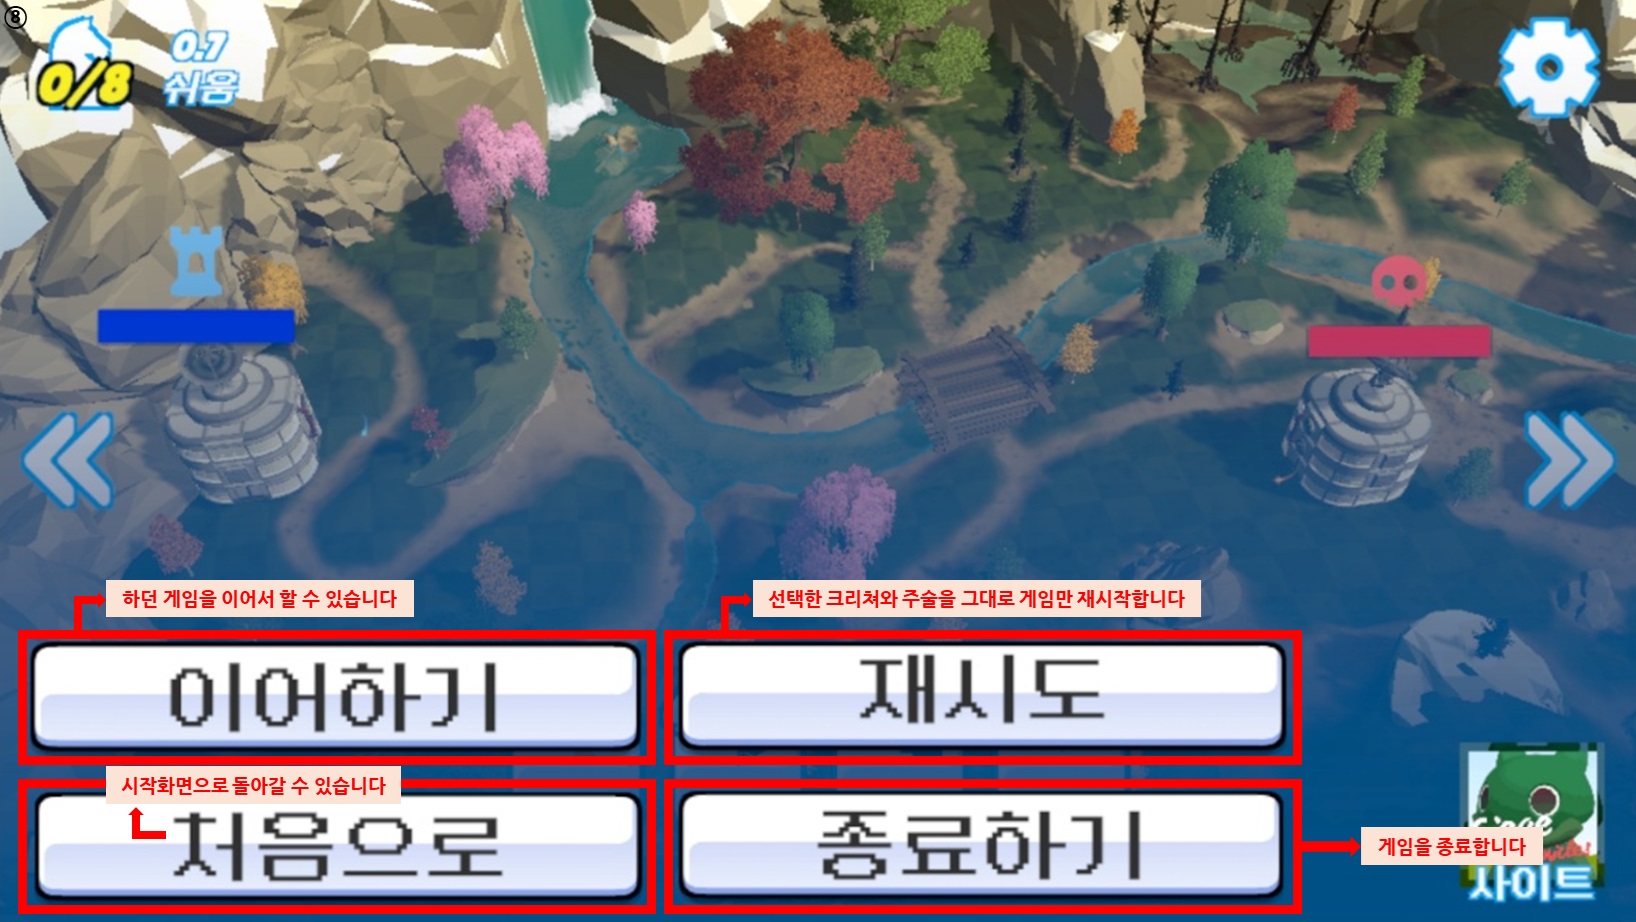 ⑧
0/8
0.7
쉬움
하던 게임을 이어서 할 수 있습니다
선택한 크리쳐와 주술을 그대로 게임만 재시작합니다
이어하기
재시도
시작화면으로 돌아갈 수 있습니다
처음으로
종료하기
게임을 종료합니다
사이트